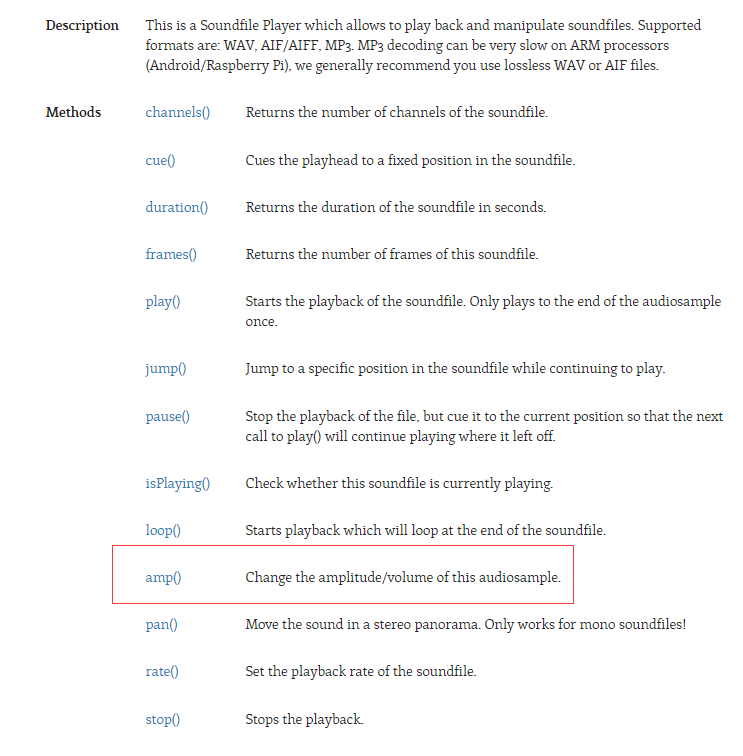 Description This is a Soundfile Player which allows to play back and manipulate soundfiles. Supported
formats are: WAV, AIF/AIFF, MP3. MP3 decoding can be very slow on ARM processors
(Android/Raspberry Pi), we generally recommend you use lossless WAV or AIF files.
Methods channels() Returns the number of channels of the soundfile.
cue() Cues the playhead to a fixed position in the soundfile.
duration() Returns the duration of the soundfile in seconds.
frames() Returns the number of frames of this soundfile.
play() Starts the playback of the soundfile. Only plays to the end of the audiosample
once.
jump() Jump to a specific position in the soundfile while continuing to play.
pause() Stop the playback of the file, but cue it to the current position so that the next
call to play() will continue playing where it left off.
isPlaying() Check whether this soundfile is currently playing.
loop() Starts playback which will loop at the end of the soundfile.
amp() Change the amplitude/volume of this audiosample.
pan() Move the sound in a stereo panorama. Only works for mono soundfiles!
rate() Set the playback rate of the soundfile.
stop() Stops the playback.